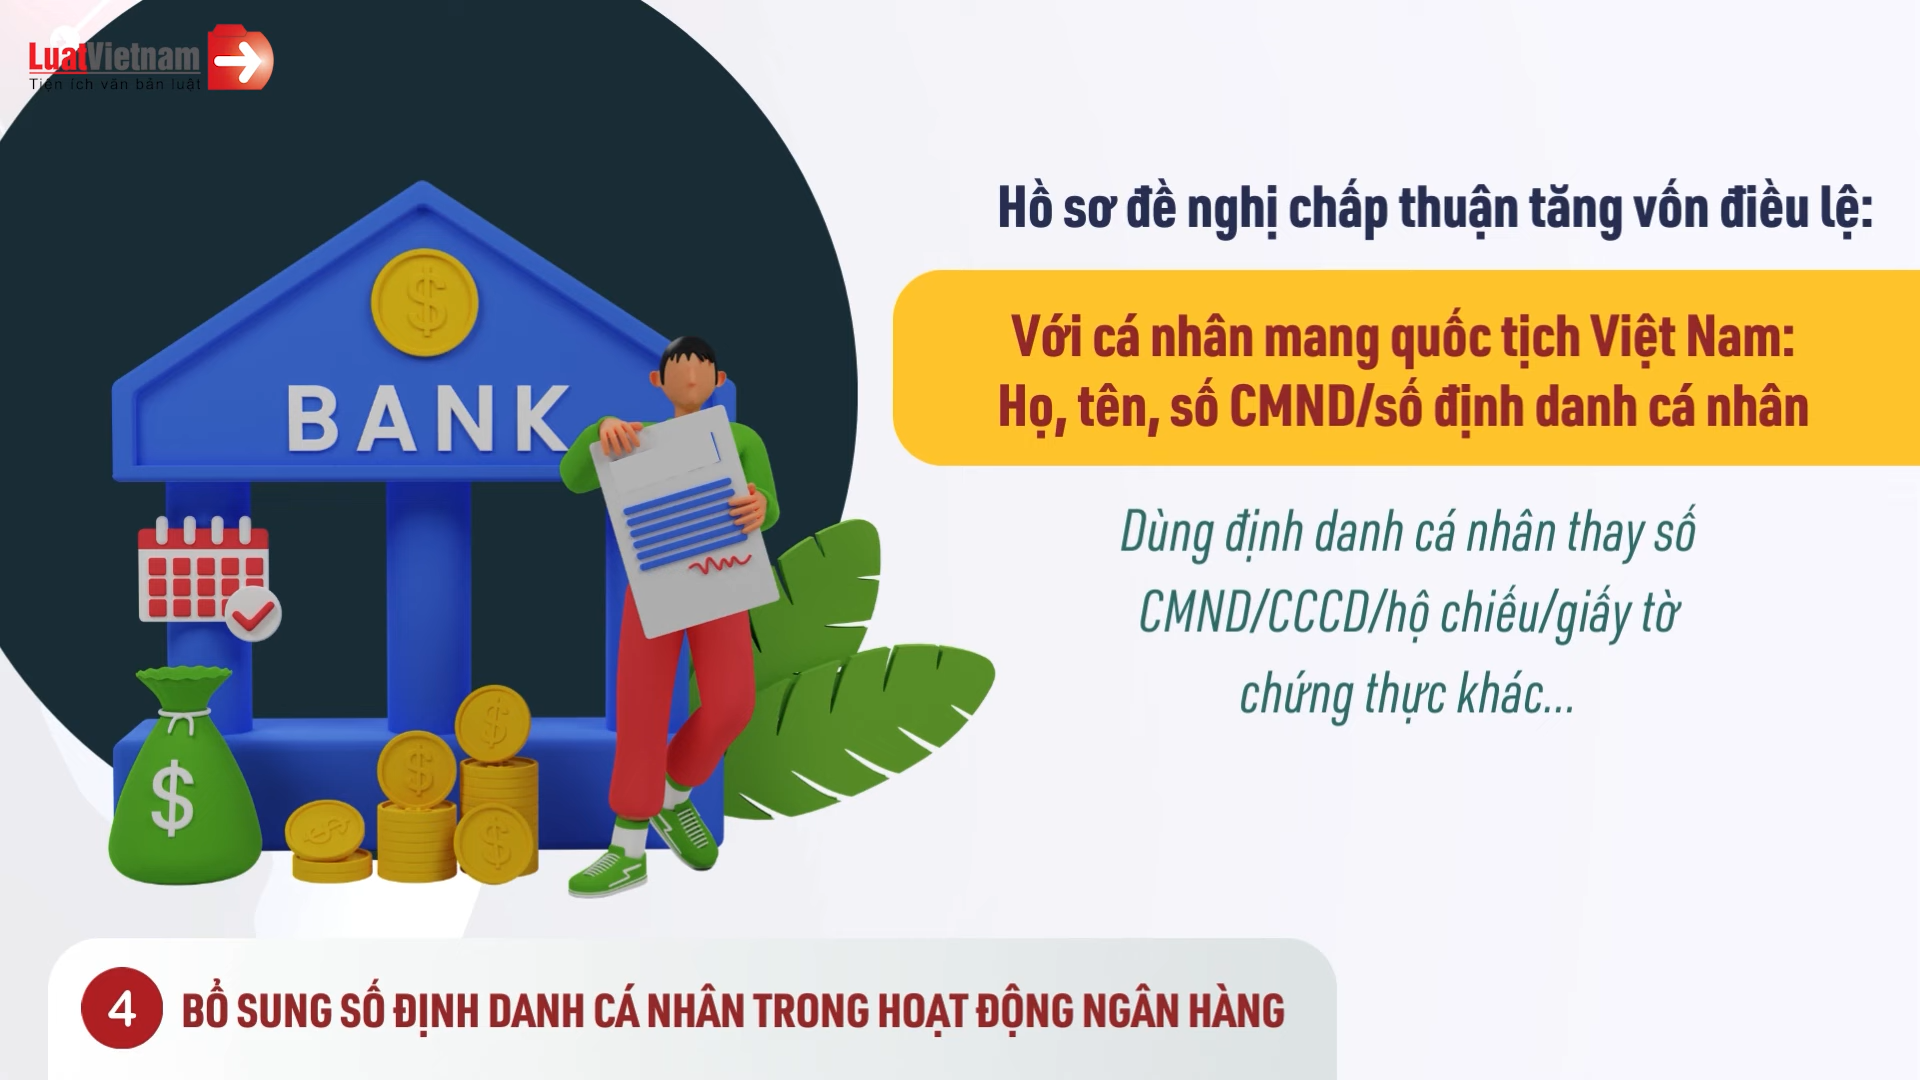 LuatVietnam
Tiện ích văn bản luật
Hồ sơ đề nghị chấp thuận tăng vốn điều lệ:
Với cá nhân mang quốc tịch Việt Nam:
Họ, tên, số CMND/số định danh cá nhân
BANK
Dùng định danh cá nhân thay số
CMND/CCCD/hộ chiếu/giấy tờ
chứng thực khác...
$
$
$
$
$
$
4 BỔ SUNG SỐ ĐỊNH DANH CÁ NHÂN TRONG HOẠT ĐỘNG NGÂN HÀNG